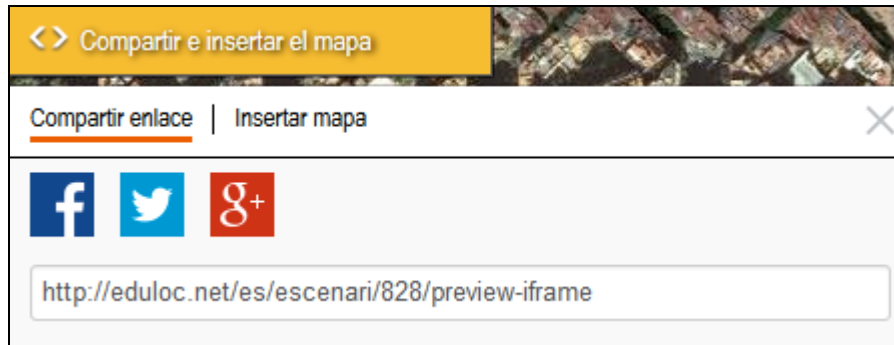 <> Compartir e insertar el mapa
Compartir enlace | Insertar mapa
f g+
http://eduloc.net/es/escenari/828/preview-iframe